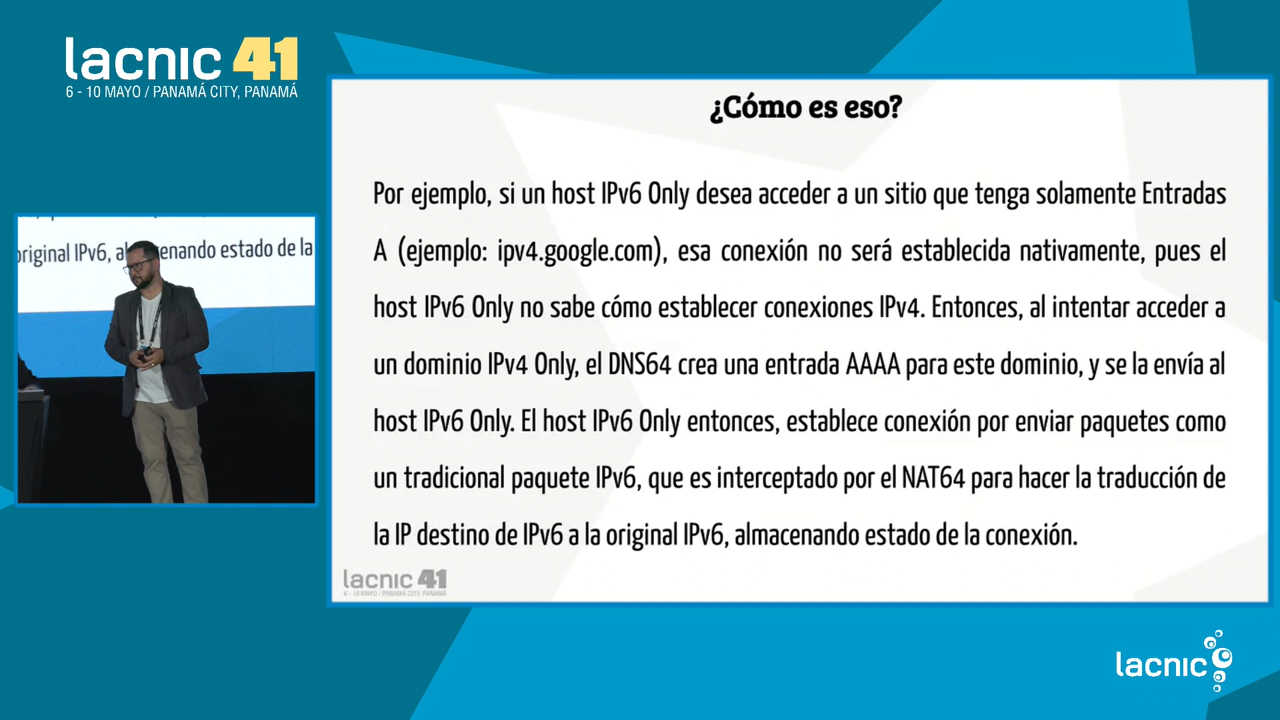 lacnic 41
6 - 10 MAYO / PANAMÁ CITY, PANAMÁ
¿Cómo es eso?
Por ejemplo, si un host IPv6 Only desea acceder a un sitio que tenga solamente Entradas
A (ejemplo: ipv4.google.com), esa conexión no será establecida nativamente, pues el
host IPv6 Only no sabe cómo establecer conexiones IPv4. Entonces, al intentar acceder a
un dominio IPv4 Only, el DNS64 crea una entrada AAAA para este dominio, y se la envía al
host IPv6 Only. El host IPv6 Only entonces, establece conexión por enviar paquetes como
un tradicional paquete IPv6, que es interceptado por el NAT64 para hacer la traducción de
la IP destino de IPv6 a la original IPv6, almacenando estado de la conexión.
lacnic 41
6 - 10 MAYO / PANAMÁ CITY, PANAMÁ
original IPv6, al enando estado de la
lacnic